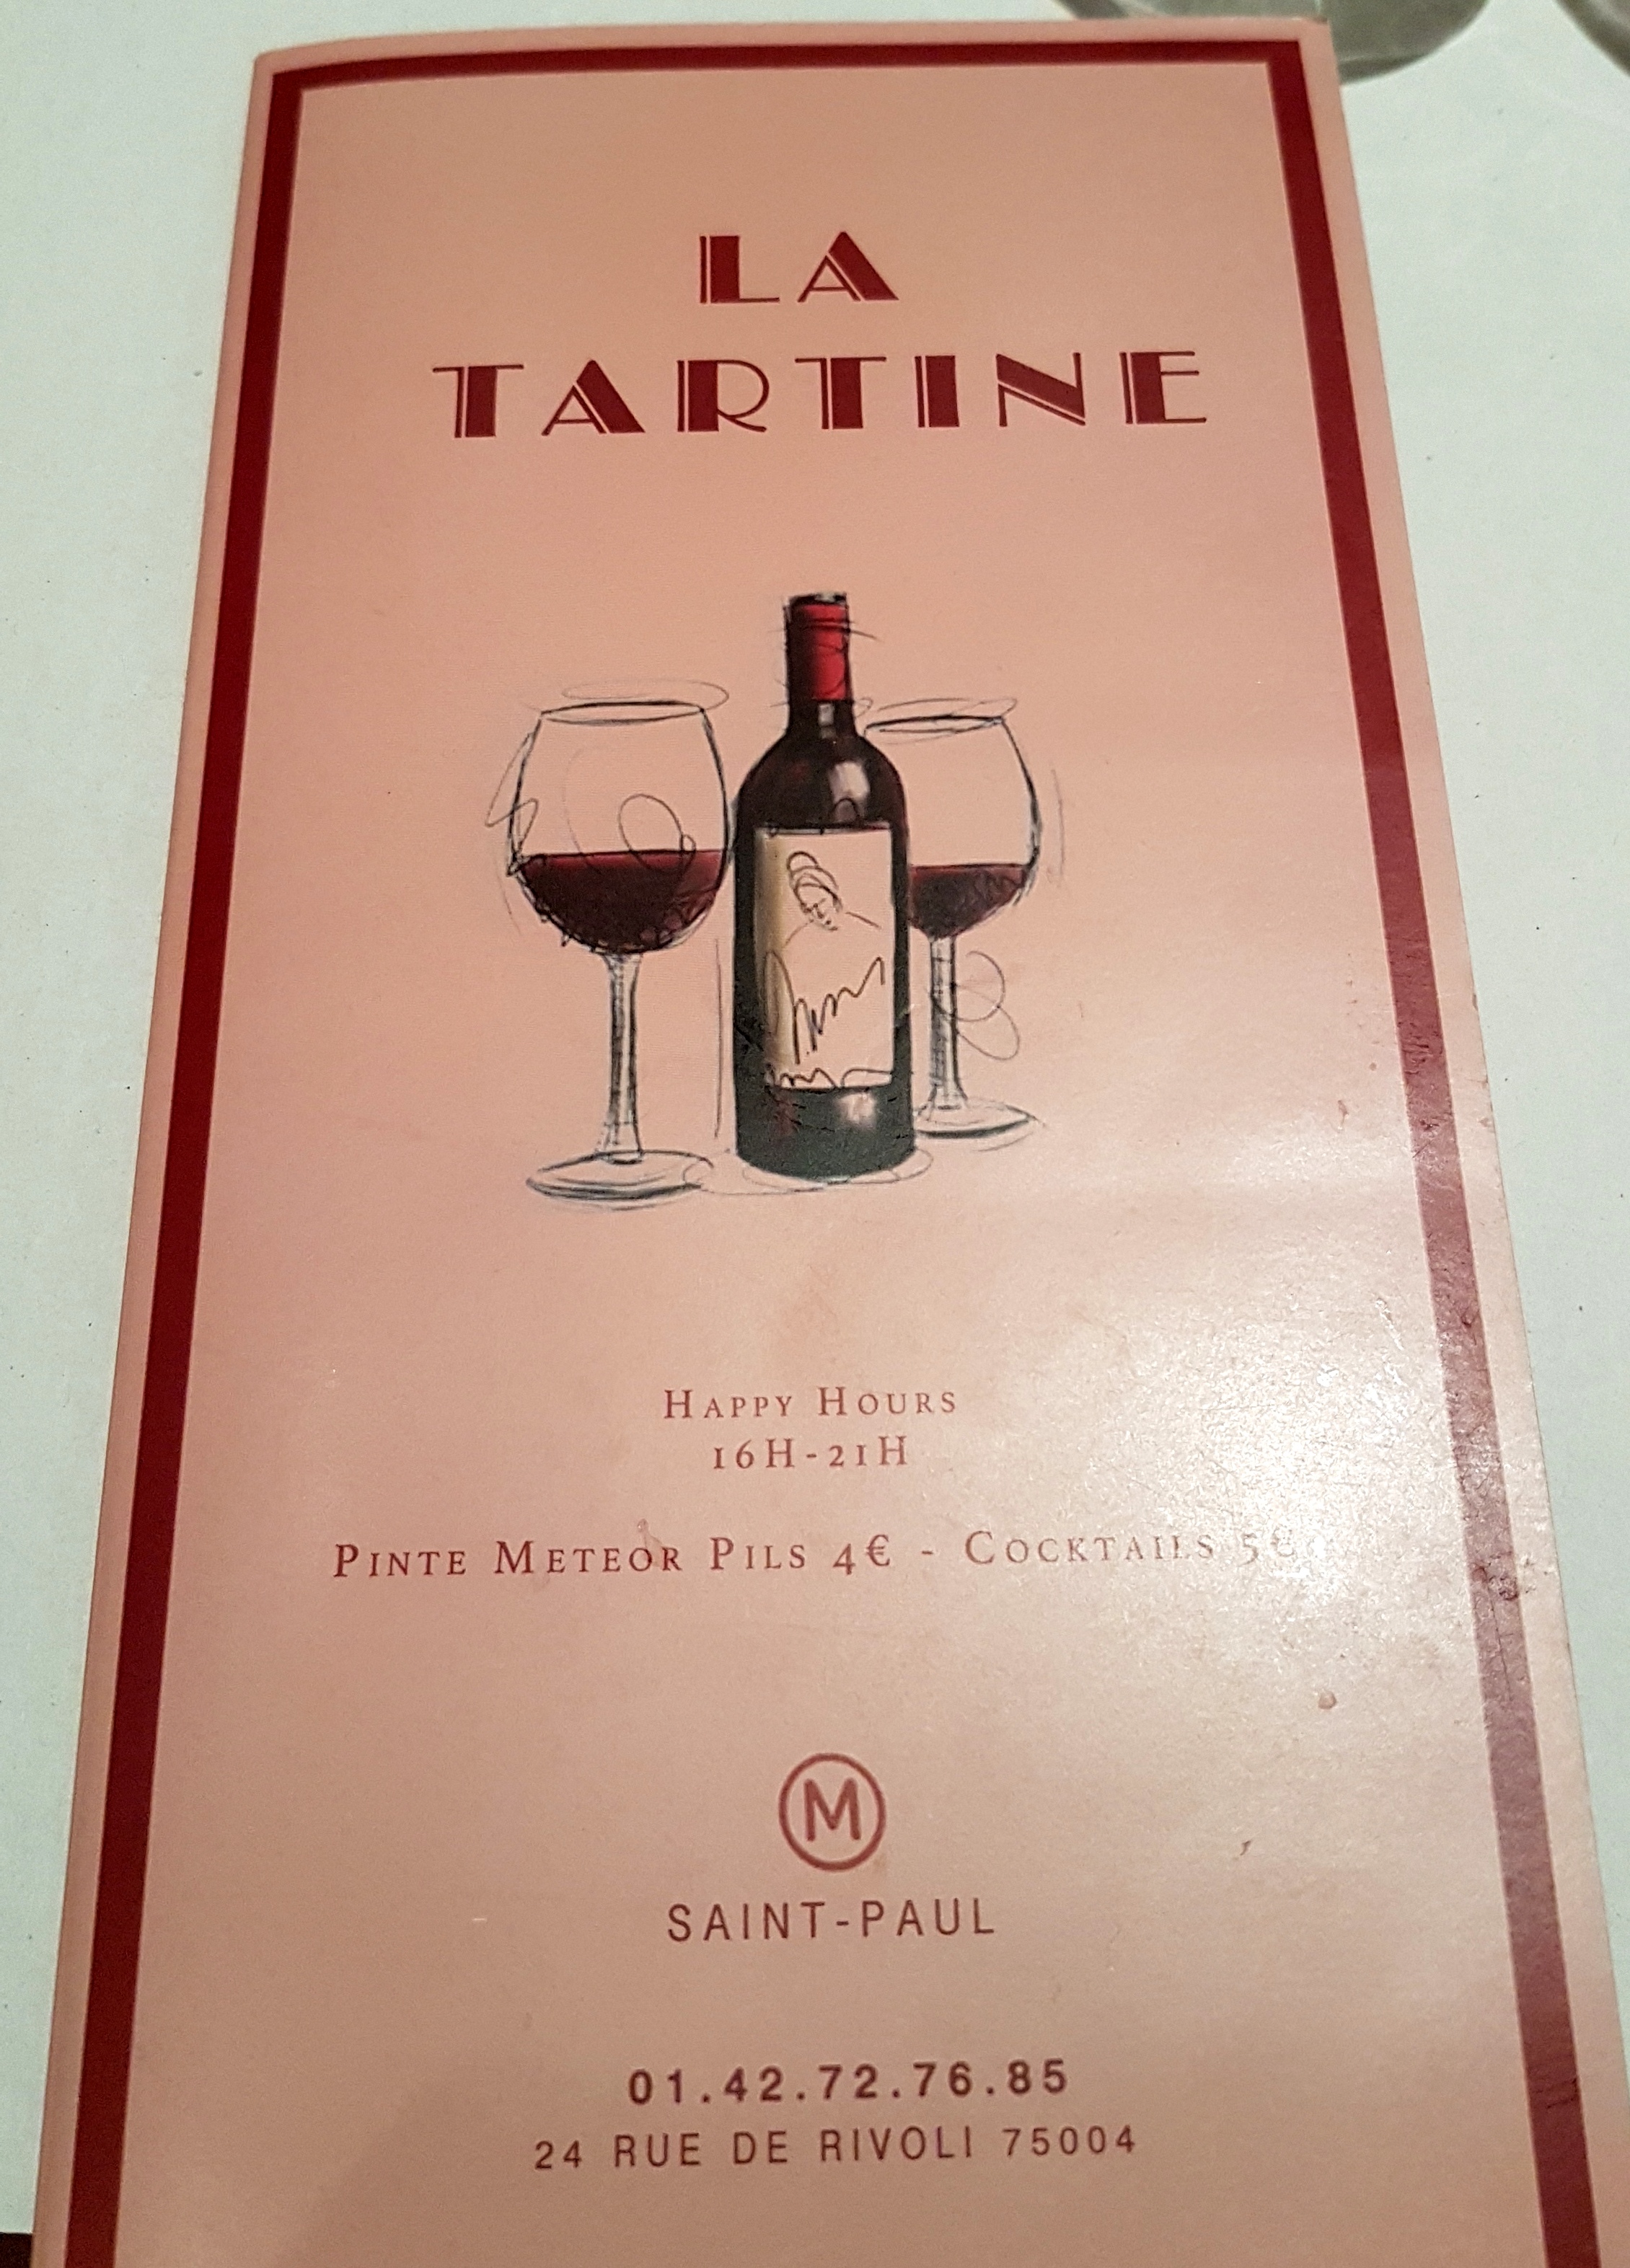 LA
TARTINE
HAPPY HOURS
16H-21H
PINTE METEOR PILS 4€ - COCKTAILS 5€
M
SAINT-PAUL
01.42.72.76.85
24 RUE DE RIVOLI 75004